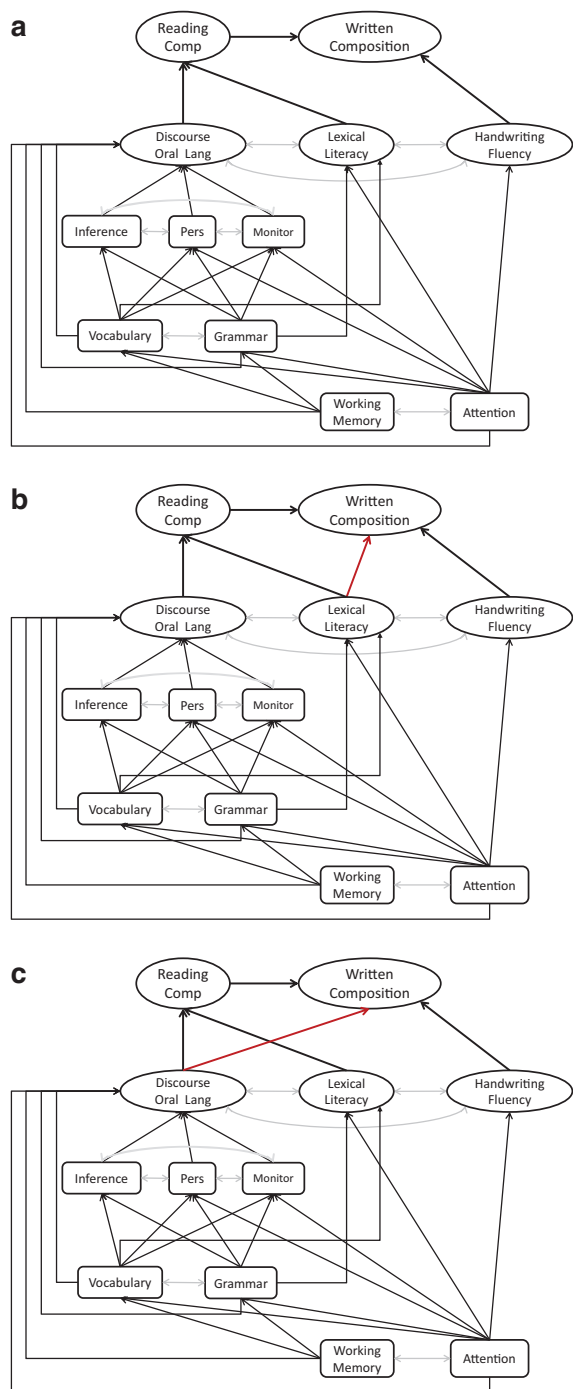 a
Reading
Comp
Written
Composition
Discourse
Oral Lang
Lexical
Literacy
Handwriting
Fluency
Inference
Pers
Monitor
Vocabulary
Grammar
Working
Memory
Attention
b
Reading
Comp
Written
Composition
Discourse
Oral Lang
Lexical
Literacy
Handwriting
Fluency
Inference
Pers
Monitor
Vocabulary
Grammar
Working
Memory
Attention
c
Reading
Comp
Written
Composition
Discourse
Oral Lang
Lexical
Literacy
Handwriting
Fluency
Inference
Pers
Monitor
Vocabulary
Grammar
Working
Memory
Attention